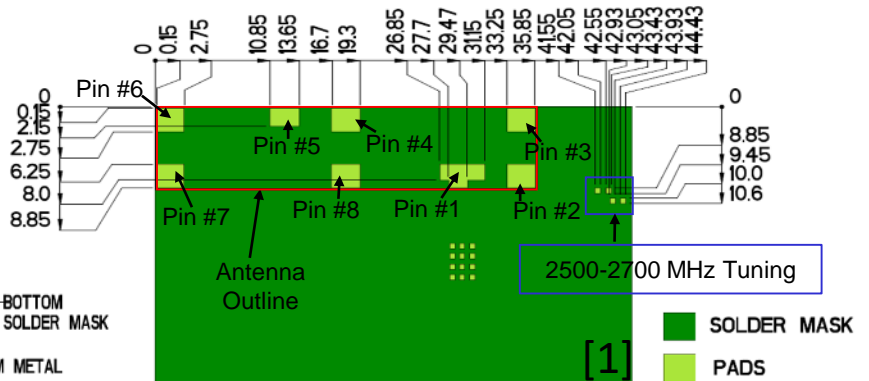 0 0.15 2.75 10.85 13.65 16.7 19.3 26.85 27.7 29.47 31.15 33.25 35.85 41.55 42.05 42.55 42.93 43.05 43.43 43.93 44.43
0
0.15
2.15
2.75
6.25
8.0
8.85
0
8.85
9.45
10.0
10.6
Pin #6
Pin #5
Pin #4
Pin #3
Pin #7
Pin #8
Pin #1
Pin #2
Antenna
Outline
2500-2700 MHz Tuning
BOTTOM
SOLDER MASK
METAL
[1]
SOLDER MASK
PADS